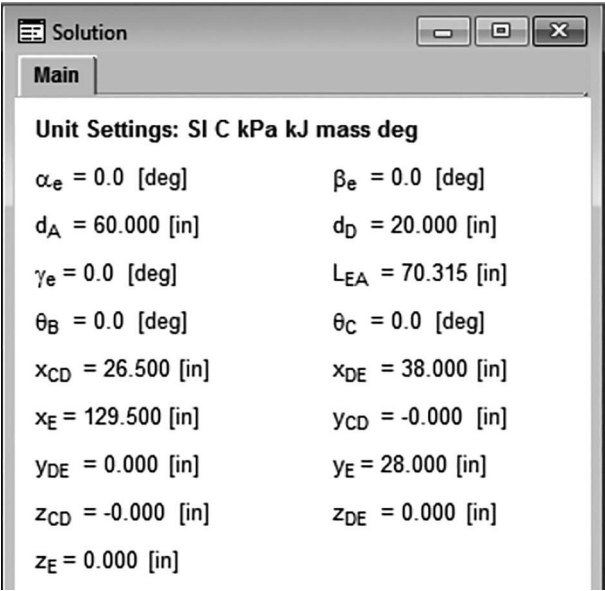 Solution
Main
Unit Settings: SI C kPa kJ mass deg
αe = 0.0 [deg] βe = 0.0 [deg]
dA = 60.000 [in] dD = 20.000 [in]
γe = 0.0 [deg] LEA = 70.315 [in]
θB = 0.0 [deg] θC = 0.0 [deg]
xCD = 26.500 [in] xDE = 38.000 [in]
xE = 129.500 [in] yCD = -0.000 [in]
yDE = 0.000 [in] yE = 28.000 [in]
zCD = -0.000 [in] zDE = 0.000 [in]
zE = 0.000 [in]